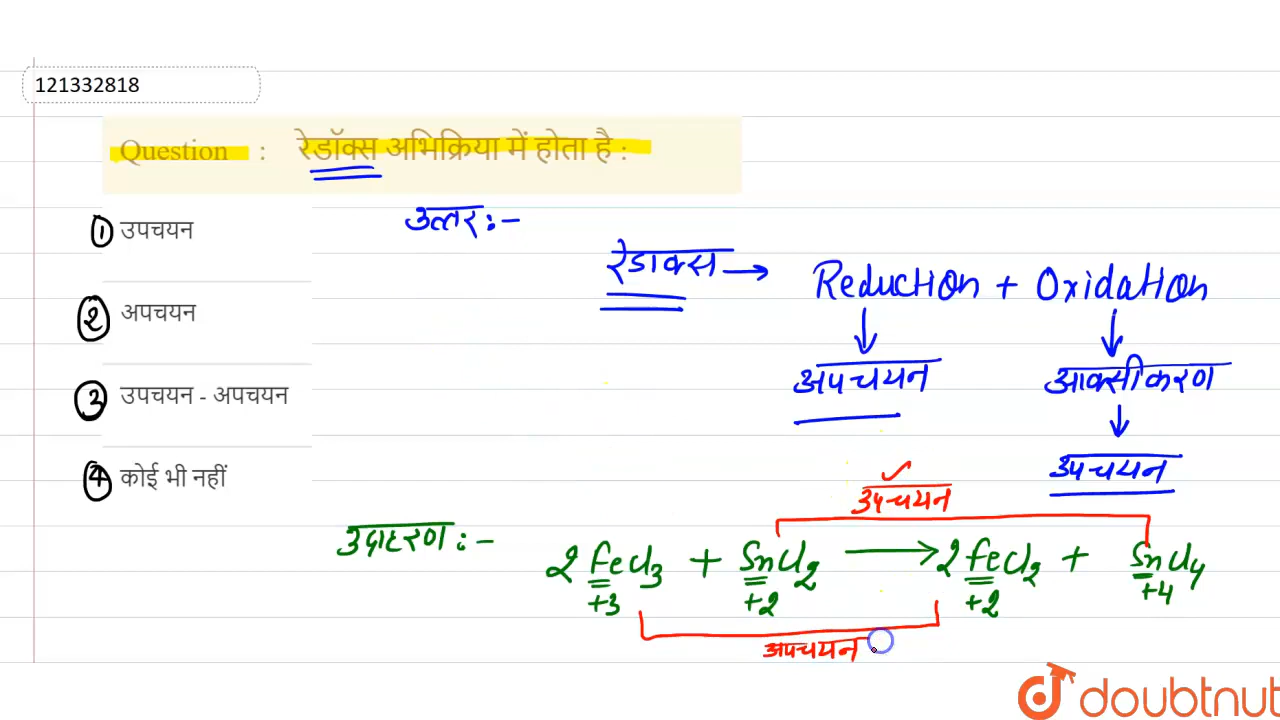 121332818
Question : रेडॉक्स अभिक्रिया में होता है :
① उपचयन
② अपचयन
③ उपचयन - अपचयन
④ कोई भी नहीं
उत्तर :-
रेडाक्स → Reduction + Oxidation
अपचयन आक्सीकरण
उपचयन
उपचयन
उदाहरण :- 2FeCl3 + SnCl2 → 2FeCl2 + SnCl4
+3 +2 +2 +4
अपचयन
doubtnut